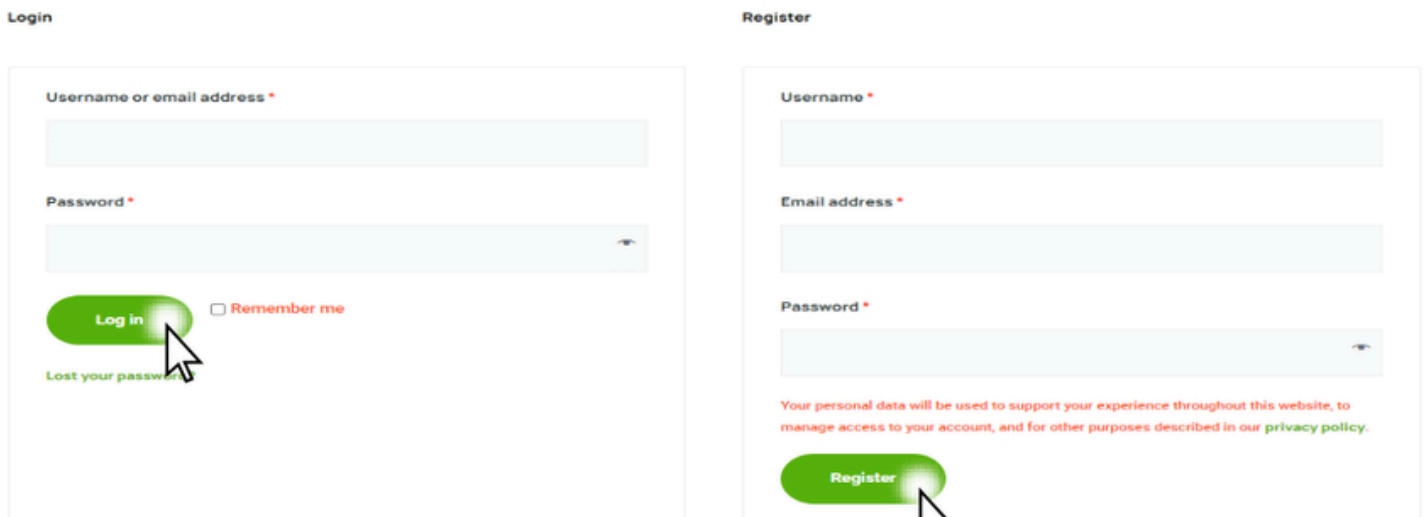 Login
Username or email address *
Password *
Log in
Remember me
Lost your password?
Register
Username *
Email address *
Password *
Your personal data will be used to support your experience throughout this website, to
manage access to your account, and for other purposes described in our privacy policy.
Register